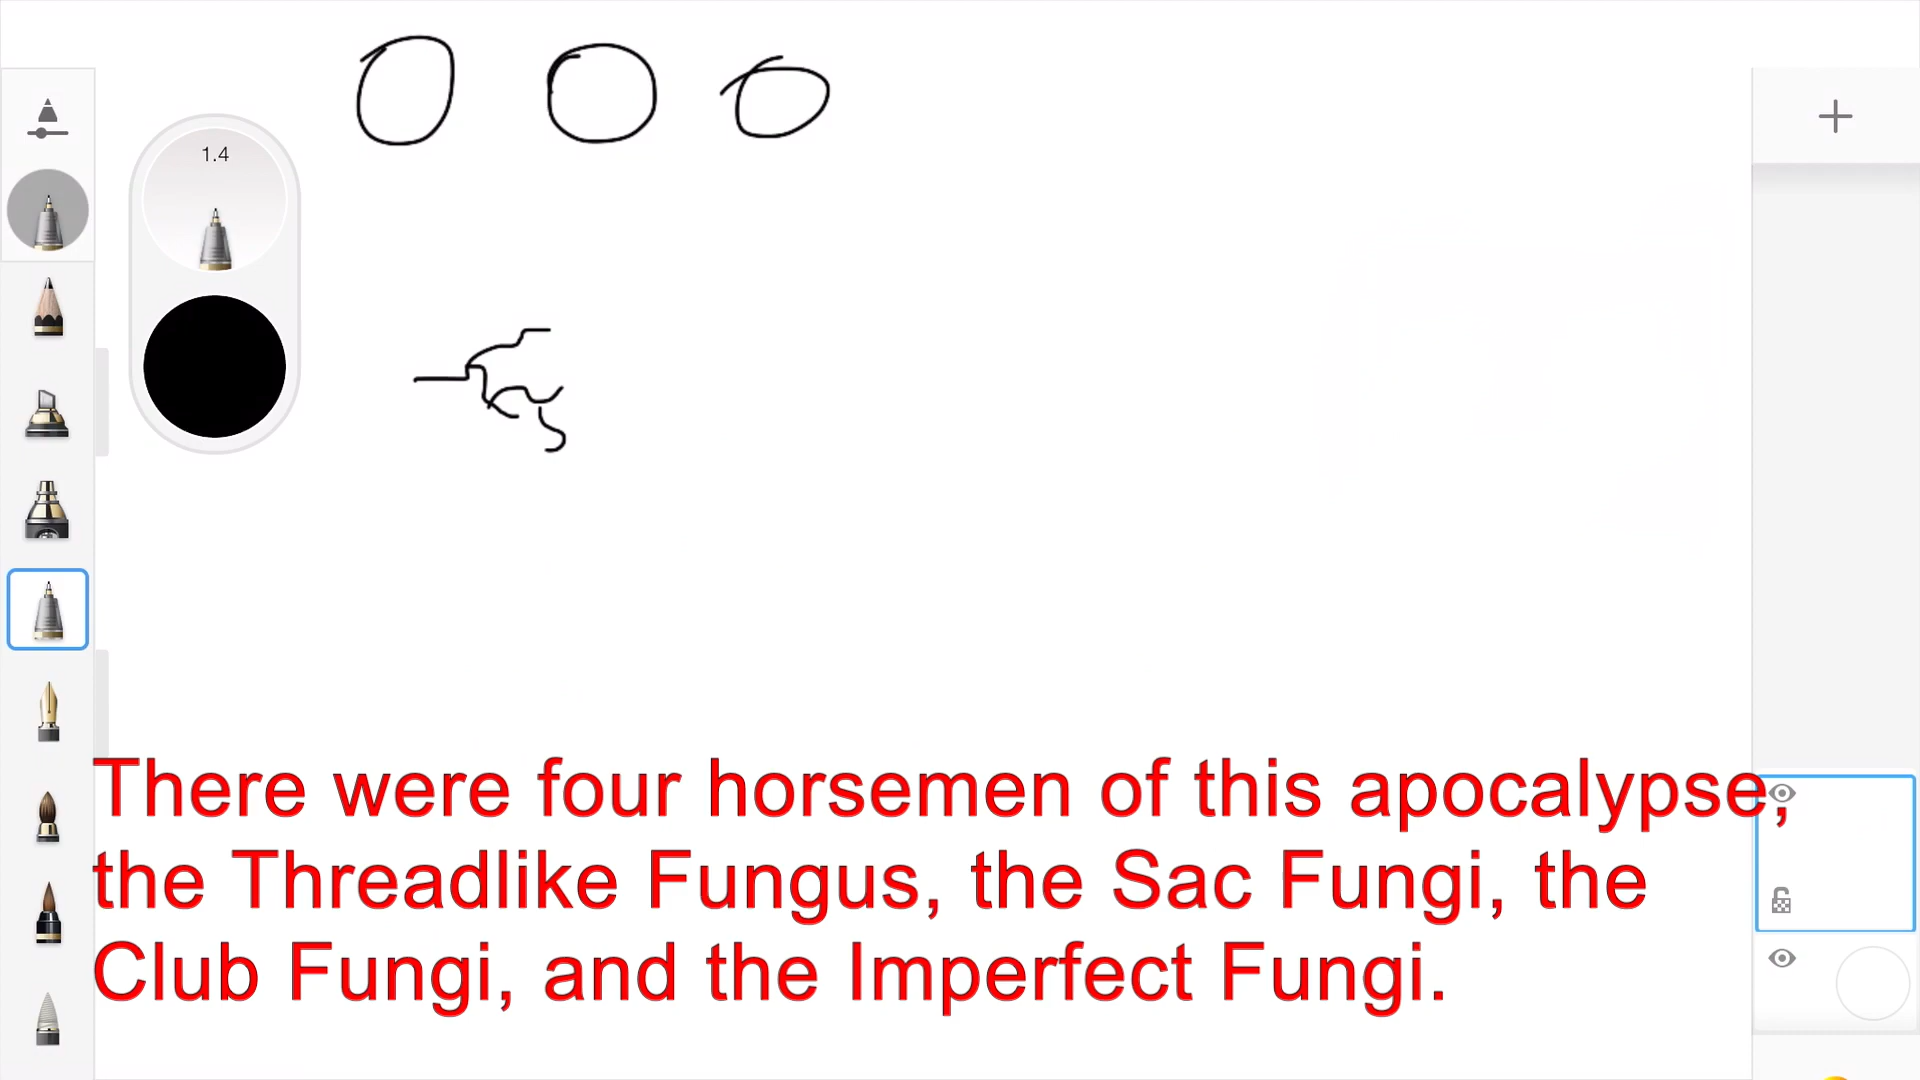 1.4
There were four horsemen of this apocalypse,
the Threadlike Fungus, the Sac Fungi, the
Club Fungi, and the Imperfect Fungi.